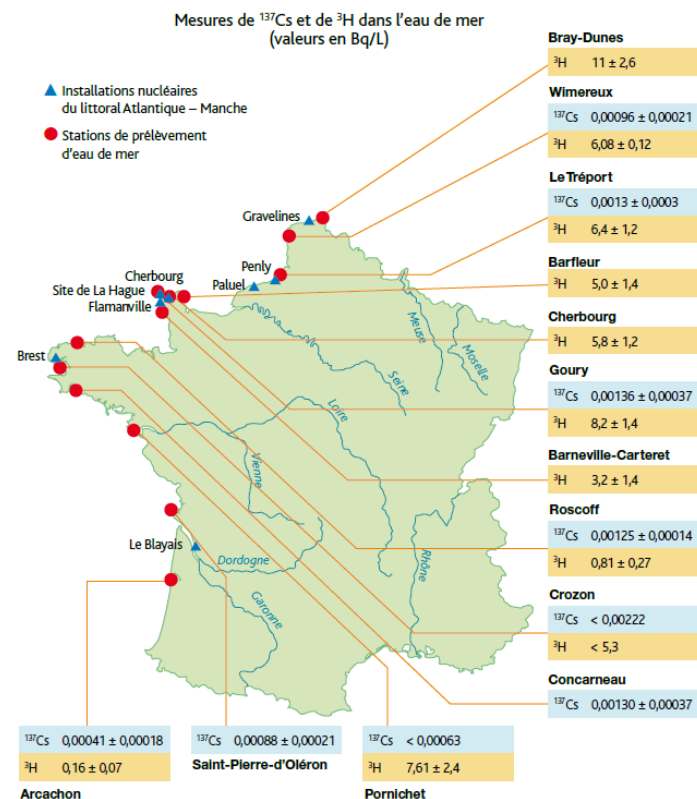 Mesures de ¹³⁷Cs et de ³H dans l'eau de mer
(valeurs en Bq/L)
Installations nucléaires
du littoral Atlantique – Manche
Stations de prélèvement
d'eau de mer
Gravelines
Penly
Paluel
Cherbourg
Site de La Hague
Flamanville
Brest
Le Blayais
Meuse
Moselle
Seine
Loire
Vienne
Dordogne
Garonne
Rhône
Bray-Dunes
³H 11 ± 2,6
Wimereux
¹³⁷Cs 0,00096 ± 0,00021
³H 6,08 ± 0,12
Le Tréport
¹³⁷Cs 0,0013 ± 0,0003
³H 6,4 ± 1,2
Barfleur
³H 5,0 ± 1,4
Cherbourg
³H 5,8 ± 1,2
Goury
¹³⁷Cs 0,00136 ± 0,00037
³H 8,2 ± 1,4
Barneville-Carteret
³H 3,2 ± 1,4
Roscoff
¹³⁷Cs 0,00125 ± 0,00014
³H 0,81 ± 0,27
Crozon
¹³⁷Cs < 0,00222
³H < 5,3
Concarneau
¹³⁷Cs 0,00130 ± 0,00037
¹³⁷Cs 0,00041 ± 0,00018
³H 0,16 ± 0,07
Arcachon
¹³⁷Cs 0,00088 ± 0,00021
Saint-Pierre-d'Oléron
¹³⁷Cs < 0,00063
³H 7,61 ± 2,4
Pornichet